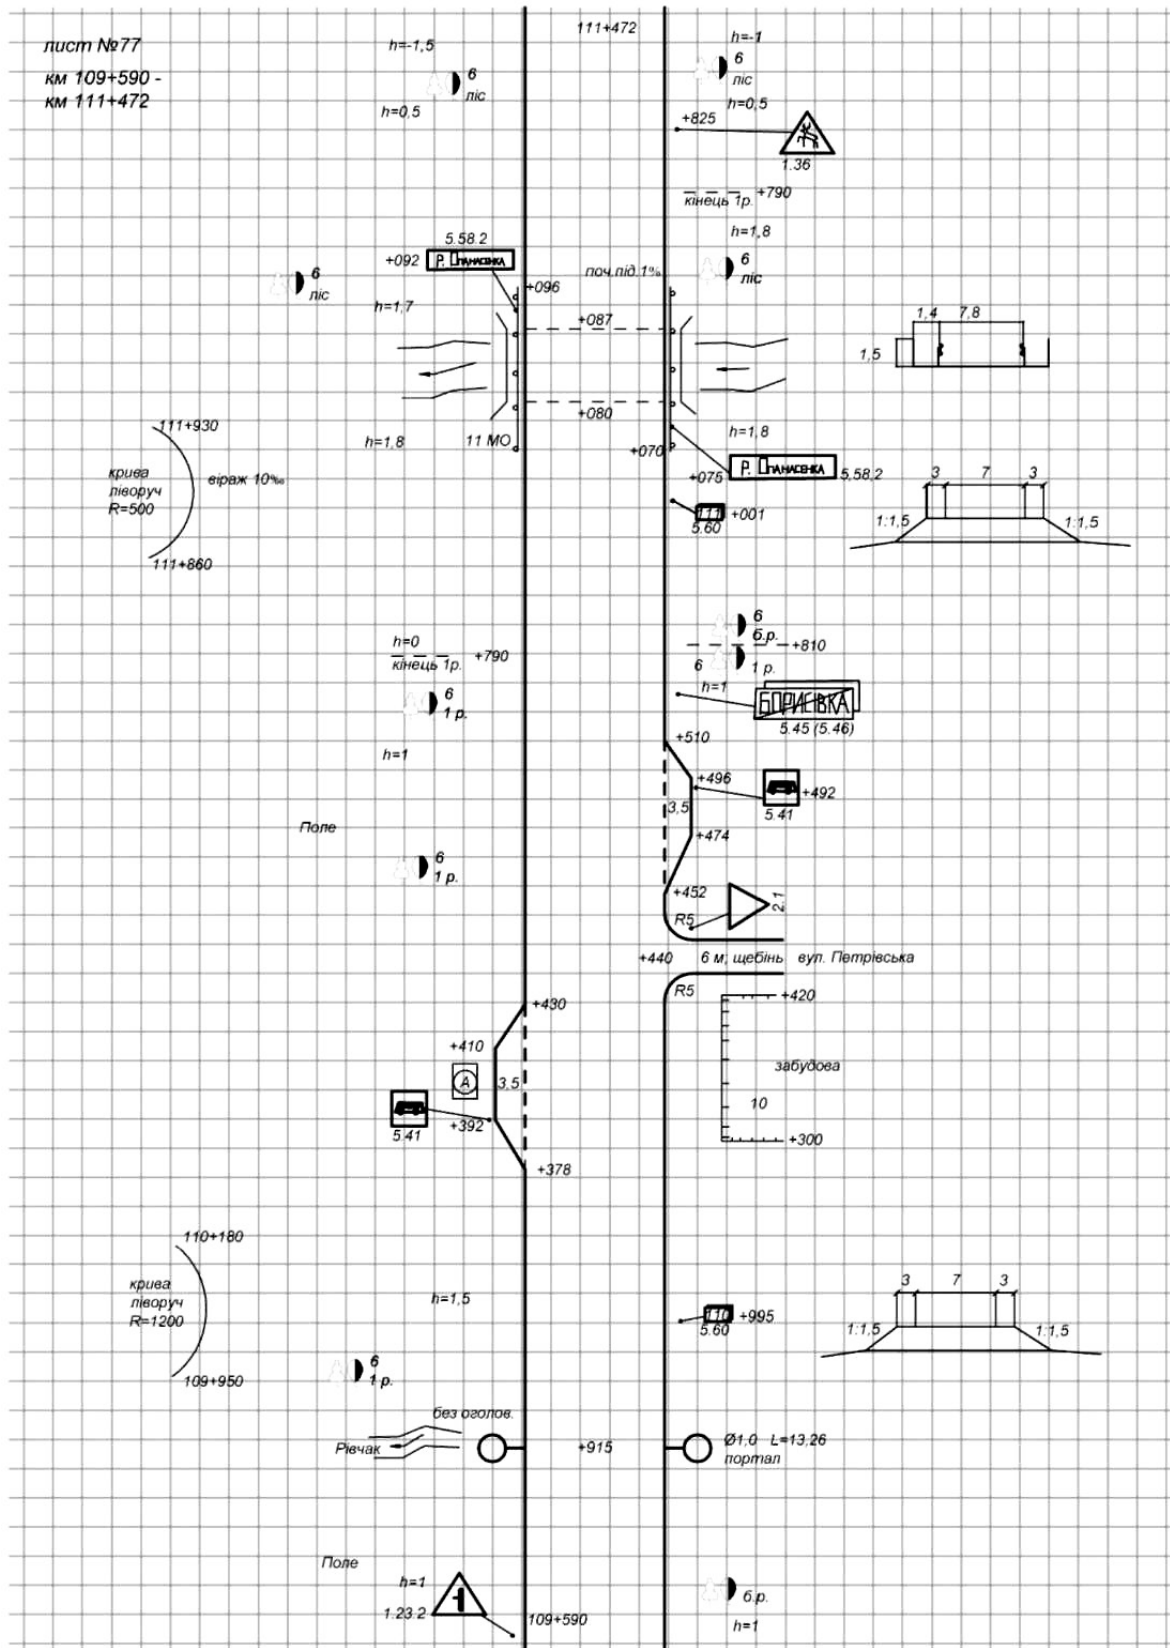 лист №77
км 109+590 -
км 111+472
111+472
h=-1,5
6
ліс
h=0,5
h=-1
6
ліс
h=0,5
+825
1.36
кінець 1р. +790
h=1,8
5.58.2
+092 Р. ОПАНАСЕНКА
+096
поч.під.1%
6
ліс
6
ліс
h=1,7
+087
1,4 7,8
1,5
+080
111+930
h=1,8
11 МО
+070
h=1,8
+075 Р. ОПАНАСЕНКА 5,58,2
крива
ліворуч
R=500
віраж 10‰
111 +001
5.60
3 7 3
1:1,5 1:1,5
111+860
h=0
кінець 1р. +790
6
б.р.
+810
6 1 р.
6
1 р.
h=1
БОРИСІВКА
5.45 (5.46)
+510
h=1
+496
+492
5.41
3,5
+474
Поле
6
1 р.
+452
R5
2.1
+440 6 м, щебінь вул. Петрівська
R5
+420
+430
+410
А
3,5
забудова
10
+392
5.41
+300
+378
110+180
крива
ліворуч
R=1200
h=1,5
110 +995
5.60
3 7 3
1:1,5 1:1,5
109+950
6
1 р.
без оголов.
Рівчак
+915
Ø1,0 L=13,26
портал
Поле
h=1
1.23.2
109+590
б.р.
h=1